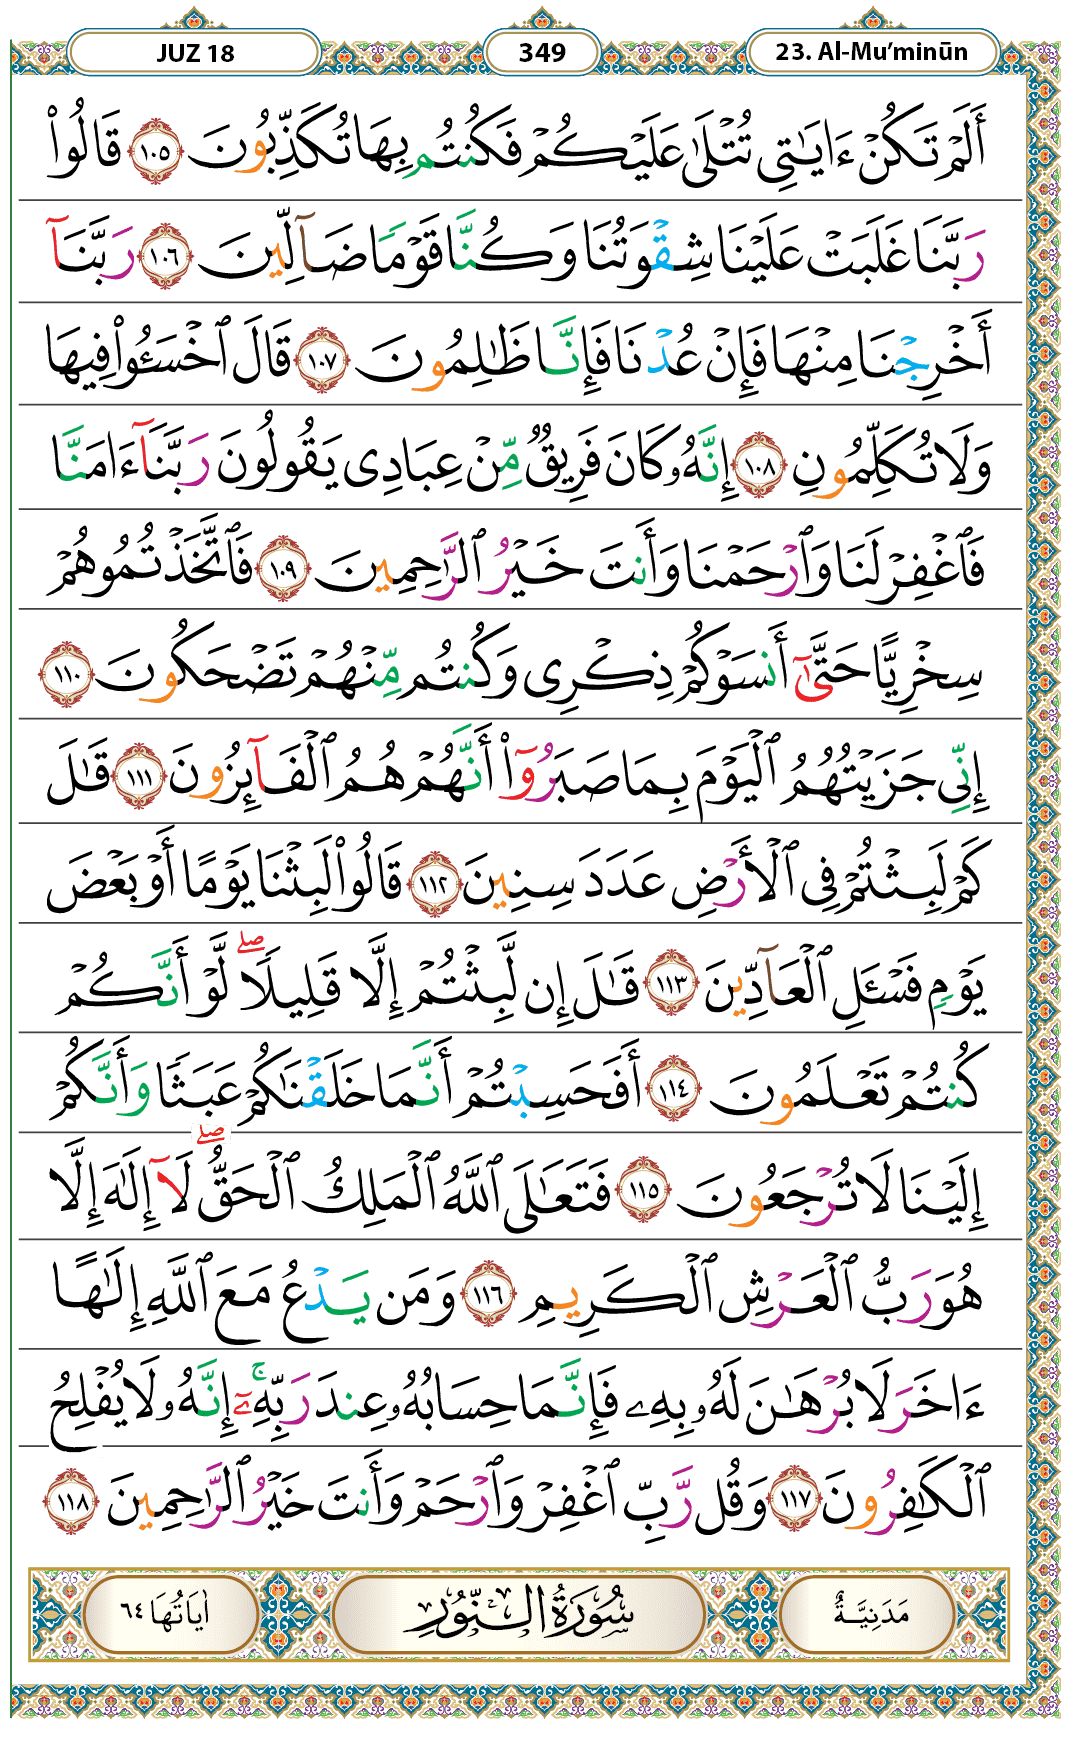 JUZ 18
349
23. Al-Mu’minūn
أَلَمْ تَكُنْ ءَايَـٰتِى تُتْلَىٰ عَلَيْكُمْ فَكُنتُم بِهَا تُكَذِّبُونَ ١٠٥ قَالُوا۟
رَبَّنَا غَلَبَتْ عَلَيْنَا شِقْوَتُنَا وَكُنَّا قَوْمًا ضَآلِّينَ ١٠٦ رَبَّنَآ
أَخْرِجْنَا مِنْهَا فَإِنْ عُدْنَا فَإِنَّا ظَـٰلِمُونَ ١٠٧ قَالَ ٱخْسَـُٔوا۟ فِيهَا
وَلَا تُكَلِّمُونِ ١٠٨ إِنَّهُۥ كَانَ فَرِيقٌ مِّنْ عِبَادِى يَقُولُونَ رَبَّنَآ ءَامَنَّا
فَٱغْفِرْ لَنَا وَٱرْحَمْنَا وَأَنتَ خَيْرُ ٱلرَّٰحِمِينَ ١٠٩ فَٱتَّخَذْتُمُوهُمْ
سِخْرِيًّا حَتَّىٰٓ أَنسَوْكُمْ ذِكْرِى وَكُنتُم مِّنْهُمْ تَضْحَكُونَ ١١٠
إِنِّى جَزَيْتُهُمُ ٱلْيَوْمَ بِمَا صَبَرُوٓا۟ أَنَّهُمْ هُمُ ٱلْفَآئِزُونَ ١١١ قَـٰلَ
كَمْ لَبِثْتُمْ فِى ٱلْأَرْضِ عَدَدَ سِنِينَ ١١٢ قَالُوا۟ لَبِثْنَا يَوْمًا أَوْ بَعْضَ
يَوْمٍ فَسْـَٔلِ ٱلْعَآدِّينَ ١١٣ قَـٰلَ إِن لَّبِثْتُمْ إِلَّا قَلِيلًا ۖ لَّوْ أَنَّكُمْ
كُنتُمْ تَعْلَمُونَ ١١٤ أَفَحَسِبْتُمْ أَنَّمَا خَلَقْنَـٰكُمْ عَبَثًا وَأَنَّكُمْ
إِلَيْنَا لَا تُرْجَعُونَ ١١٥ فَتَعَـٰلَى ٱللَّهُ ٱلْمَلِكُ ٱلْحَقُّ ۖ لَآ إِلَـٰهَ إِلَّا
هُوَ رَبُّ ٱلْعَرْشِ ٱلْكَرِيمِ ١١٦ وَمَن يَدْعُ مَعَ ٱللَّهِ إِلَـٰهًا
ءَاخَرَ لَا بُرْهَـٰنَ لَهُۥ بِهِۦ فَإِنَّمَا حِسَابُهُۥ عِندَ رَبِّهِۦٓ ۚ إِنَّهُۥ لَا يُفْلِحُ
ٱلْكَـٰفِرُونَ ١١٧ وَقُل رَّبِّ ٱغْفِرْ وَٱرْحَمْ وَأَنتَ خَيْرُ ٱلرَّٰحِمِينَ ١١٨
مَدَنِيَّةٌ
سُورَةُ النُّورِ
اٰيَاتُهَا ٦٤